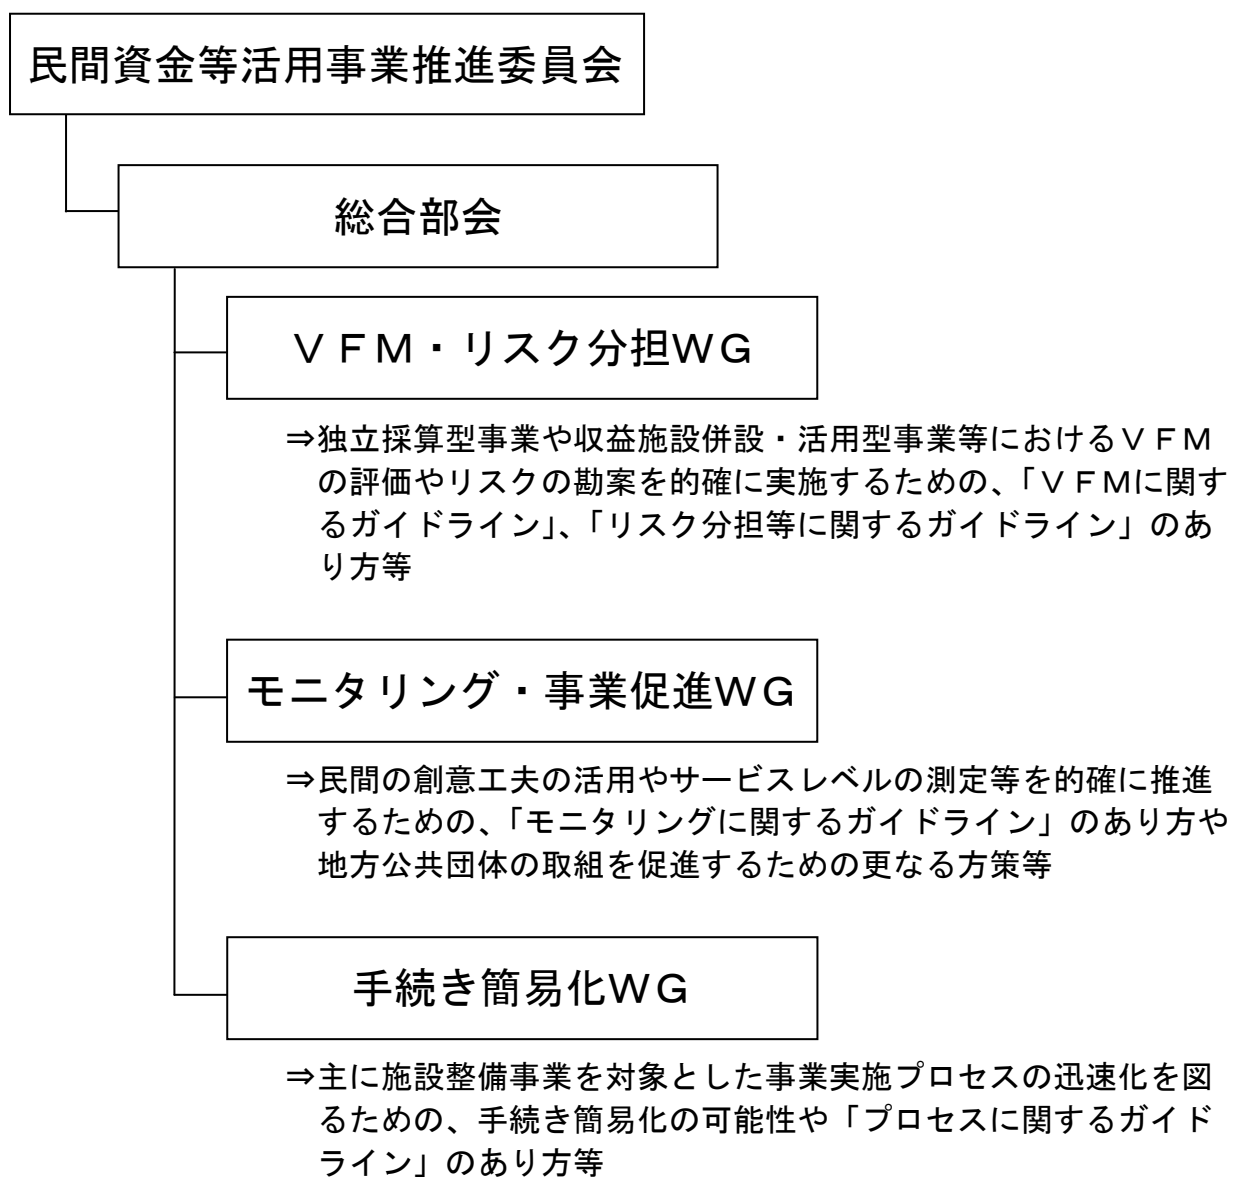 民間資金等活用事業推進委員会
総合部会
ＶＦＭ・リスク分担ＷＧ
⇒独立採算型事業や収益施設併設・活用型事業等におけるＶＦＭ
の評価やリスクの勘案を的確に実施するための、「ＶＦＭに関す
るガイドライン」、「リスク分担等に関するガイドライン」のあ
り方等
モニタリング・事業促進ＷＧ
⇒民間の創意工夫の活用やサービスレベルの測定等を的確に推進
するための、「モニタリングに関するガイドライン」のあり方や
地方公共団体の取組を促進するための更なる方策等
手続き簡易化ＷＧ
⇒主に施設整備事業を対象とした事業実施プロセスの迅速化を図
るための、手続き簡易化の可能性や「プロセスに関するガイド
ライン」のあり方等